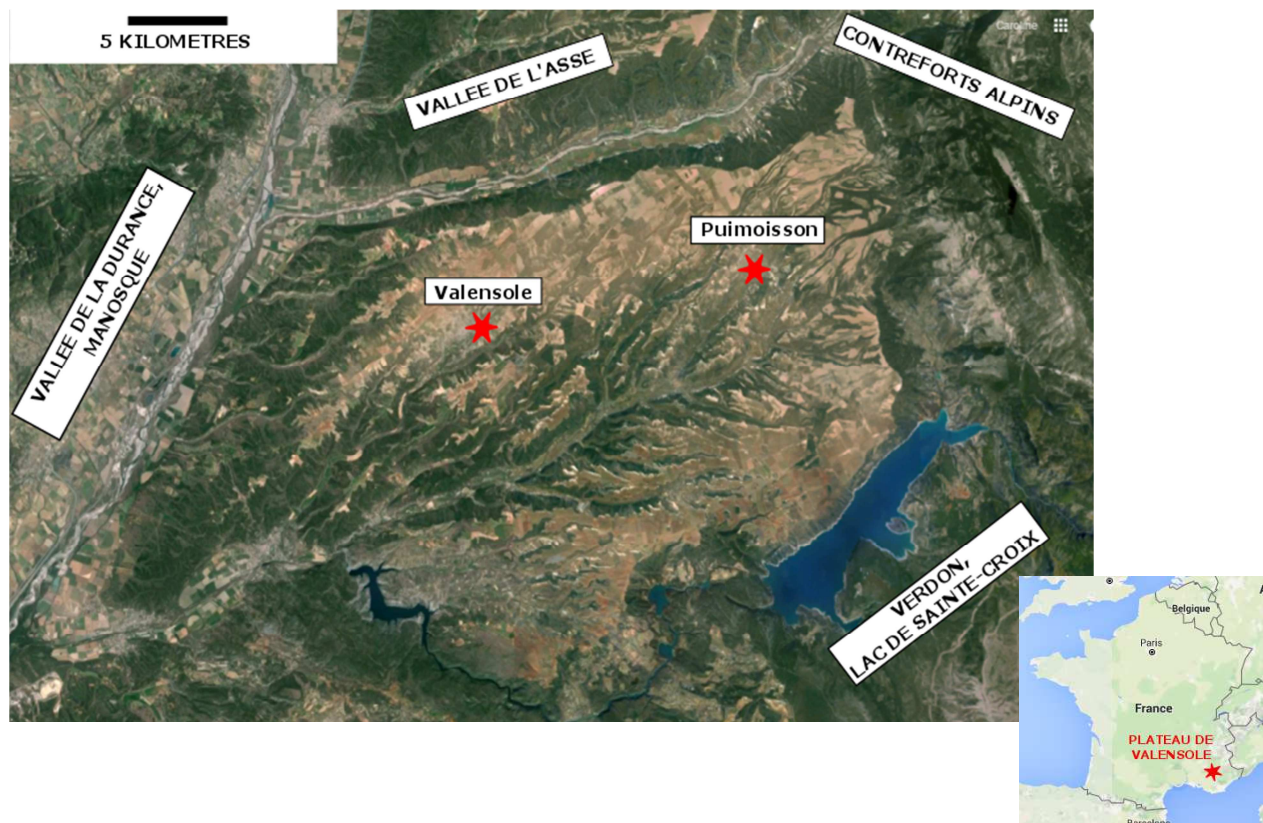 5 KILOMETRES
Caroline
VALLEE DE L'ASSE
CONTREFORTS ALPINS
VALLEE DE LA DURANCE,
MANOSQUE
Puimoisson
Valensole
VERDON,
LAC DE SAINTE-CROIX
Belgique
Paris
France
PLATEAU DE
VALENSOLE